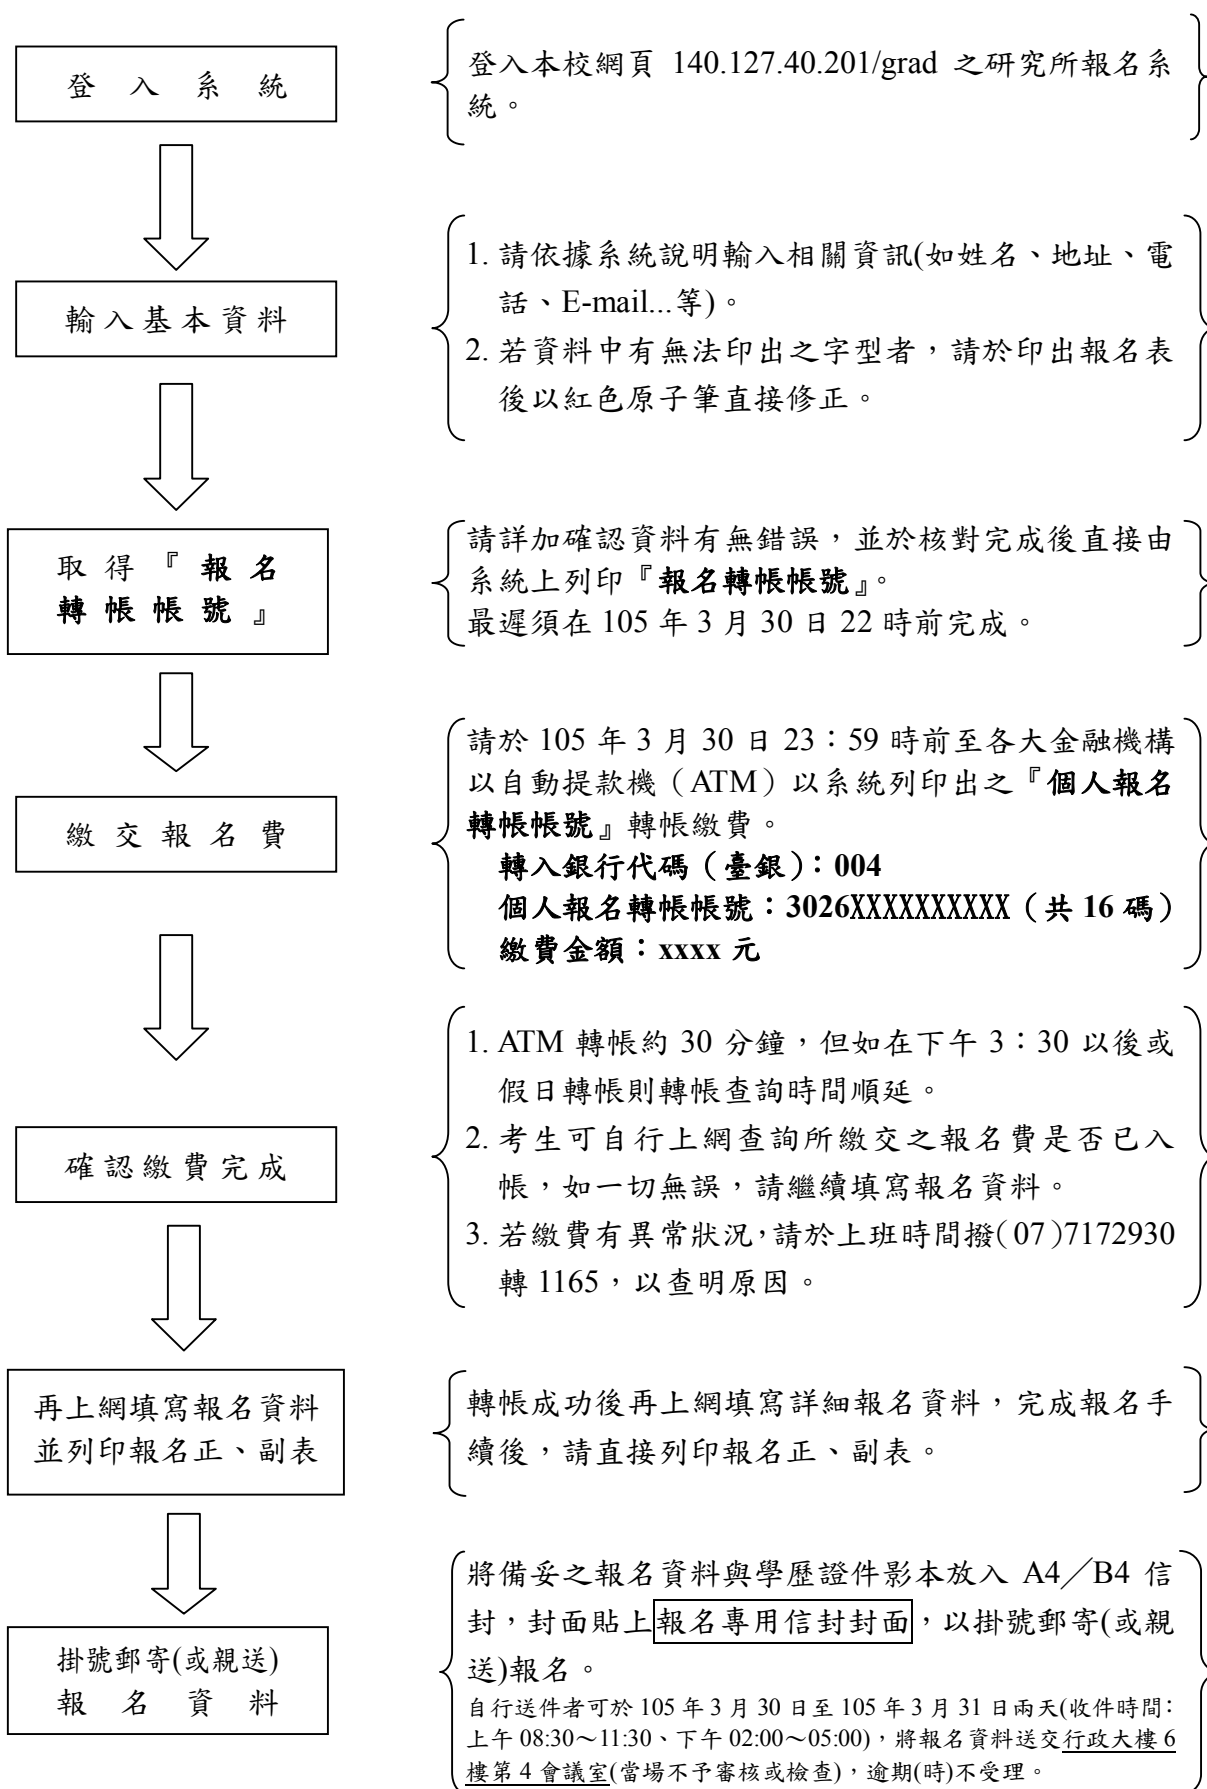 登入系統
登入本校網頁 140.127.40.201/grad 之研究所報名系
統。
輸入基本資料
1. 請依據系統說明輸入相關資訊(如姓名、地址、電
話、E-mail...等)。
2. 若資料中有無法印出之字型者，請於印出報名表
後以紅色原子筆直接修正。
取得『報名
轉帳帳號』
請詳加確認資料有無錯誤，並於核對完成後直接由
系統上列印『報名轉帳帳號』。
最遲須在 105 年 3 月 30 日 22 時前完成。
繳交報名費
請於 105 年 3 月 30 日 23：59 時前至各大金融機構
以自動提款機（ATM）以系統列印出之『個人報名
轉帳帳號』轉帳繳費。
轉入銀行代碼（臺銀）：004
個人報名轉帳帳號：3026XXXXXXXXXX（共 16 碼）
繳費金額：xxxx 元
確認繳費完成
1. ATM 轉帳約 30 分鐘，但如在下午 3：30 以後或
假日轉帳則轉帳查詢時間順延。
2. 考生可自行上網查詢所繳交之報名費是否已入
帳，如一切無誤，請繼續填寫報名資料。
3. 若繳費有異常狀況，請於上班時間撥(07)7172930
轉 1165，以查明原因。
再上網填寫報名資料
並列印報名正、副表
轉帳成功後再上網填寫詳細報名資料，完成報名手
續後，請直接列印報名正、副表。
掛號郵寄(或親送)
報名資料
將備妥之報名資料與學歷證件影本放入 A4／B4 信
封，封面貼上報名專用信封封面，以掛號郵寄(或親
送)報名。
自行送件者可於 105 年 3 月 30 日至 105 年 3 月 31 日兩天(收件時間：
上午 08:30～11:30、下午 02:00～05:00)，將報名資料送交行政大樓 6
樓第 4 會議室(當場不予審核或檢查)，逾期(時)不受理。